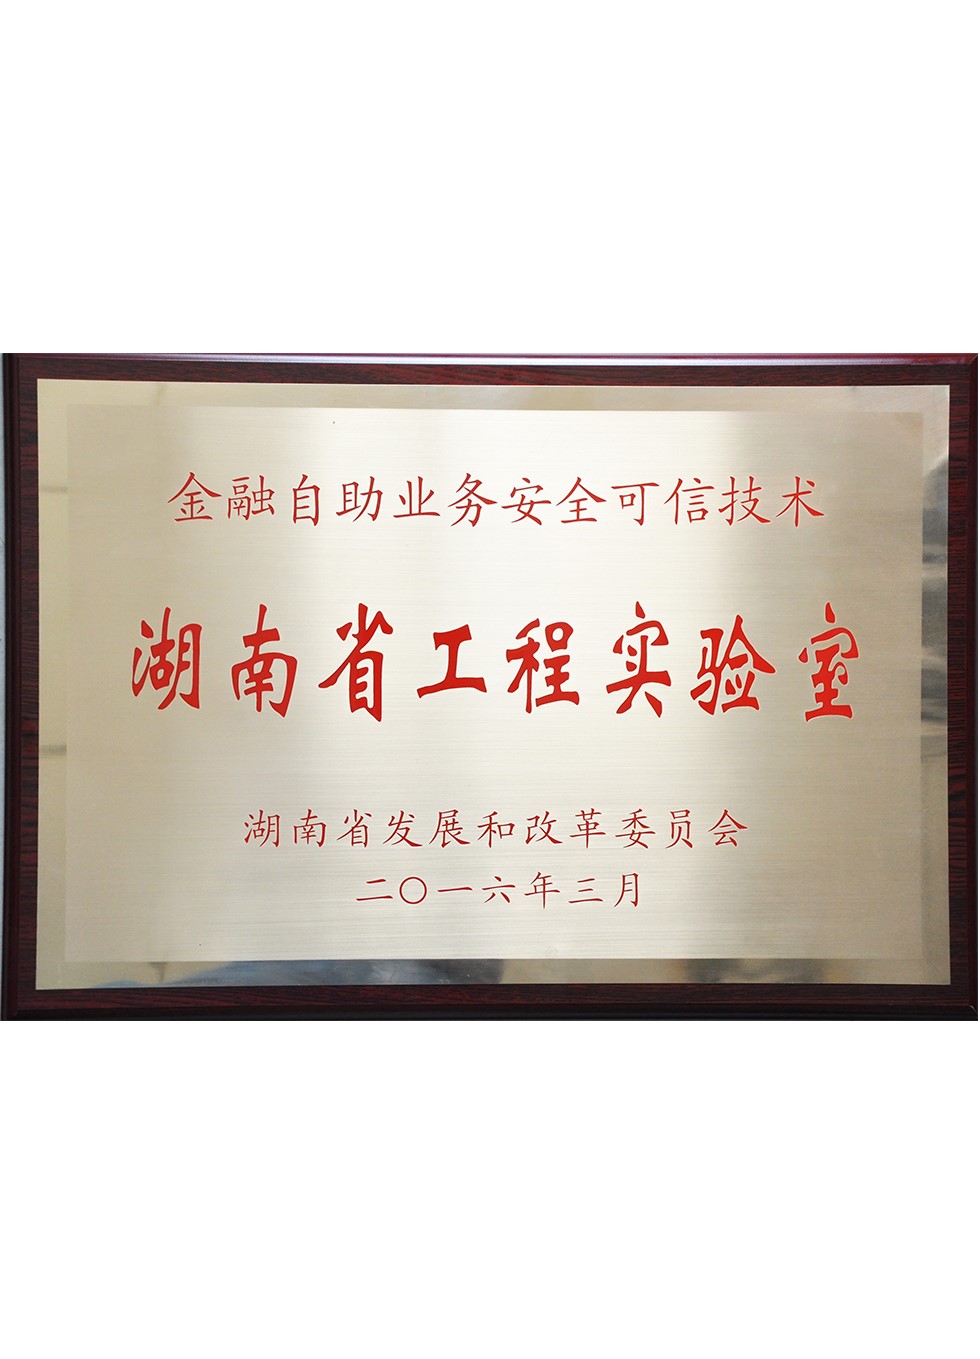 金融自助业务安全可信技术
湖南省工程实验室
湖南省发展和改革委员会
二〇一六年三月